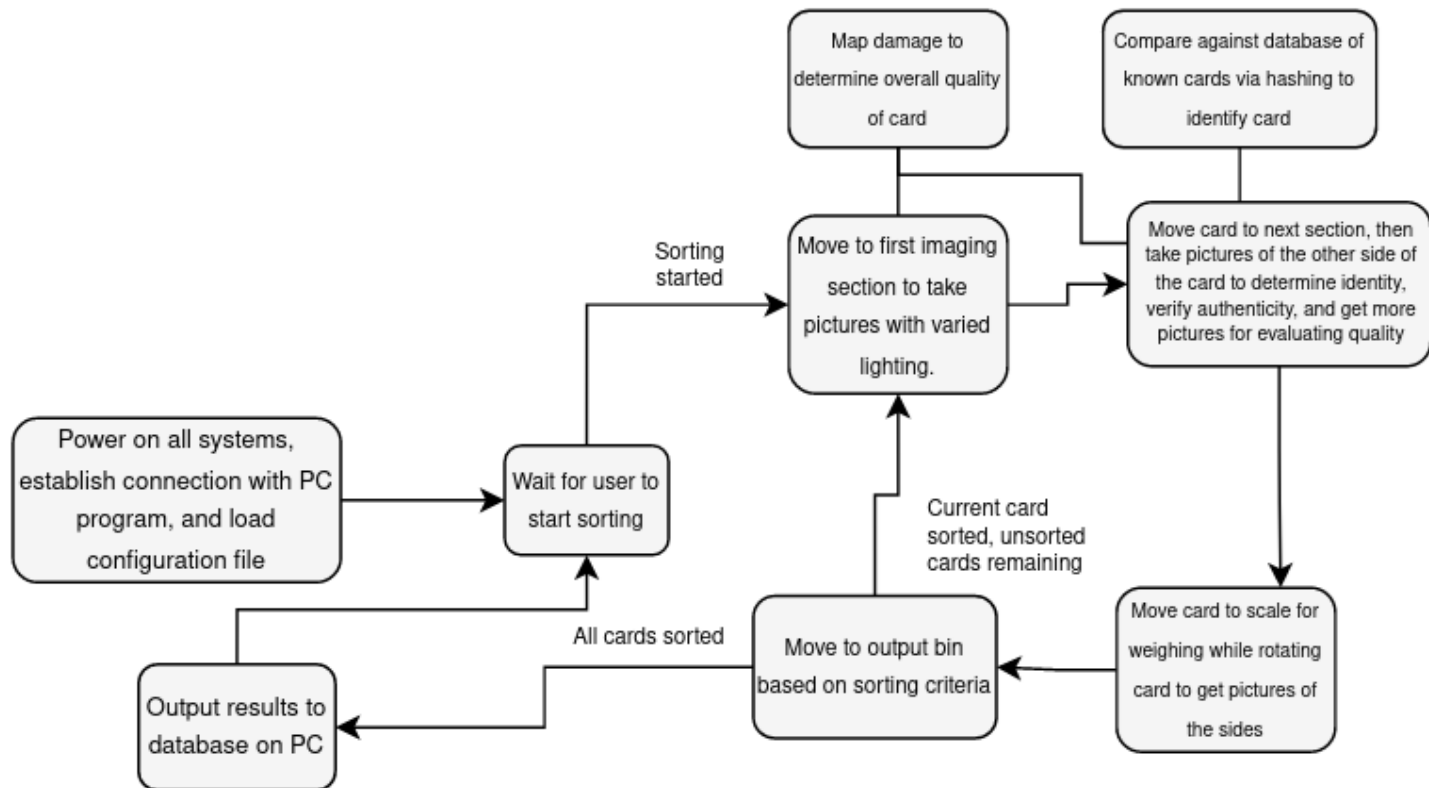 Map damage to
determine overall quality
of card
Compare against database of
known cards via hashing to
identify card
Sorting
started
Move to first imaging
section to take
pictures with varied
lighting.
Move card to next section, then
take pictures of the other side of
the card to determine identity,
verify authenticity, and get more
pictures for evaluating quality
Power on all systems,
establish connection with PC
program, and load
configuration file
Wait for user to
start sorting
Current card
sorted, unsorted
cards remaining
All cards sorted
Move to output bin
based on sorting criteria
Move card to scale for
weighing while rotating
card to get pictures of
the sides
Output results to
database on PC